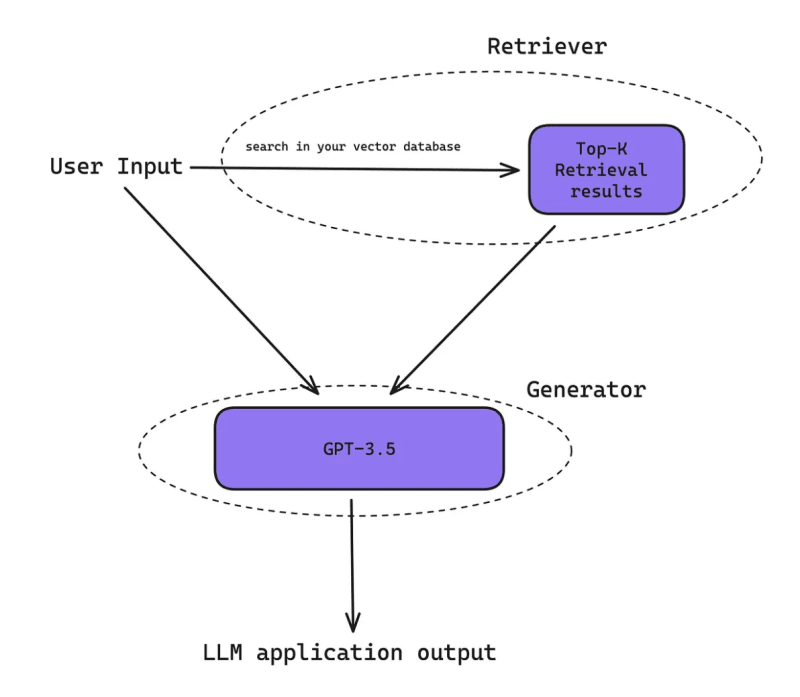 Retriever
search in your vector database
User Input
Top-K
Retrieval
results
Generator
GPT-3.5
LLM application output